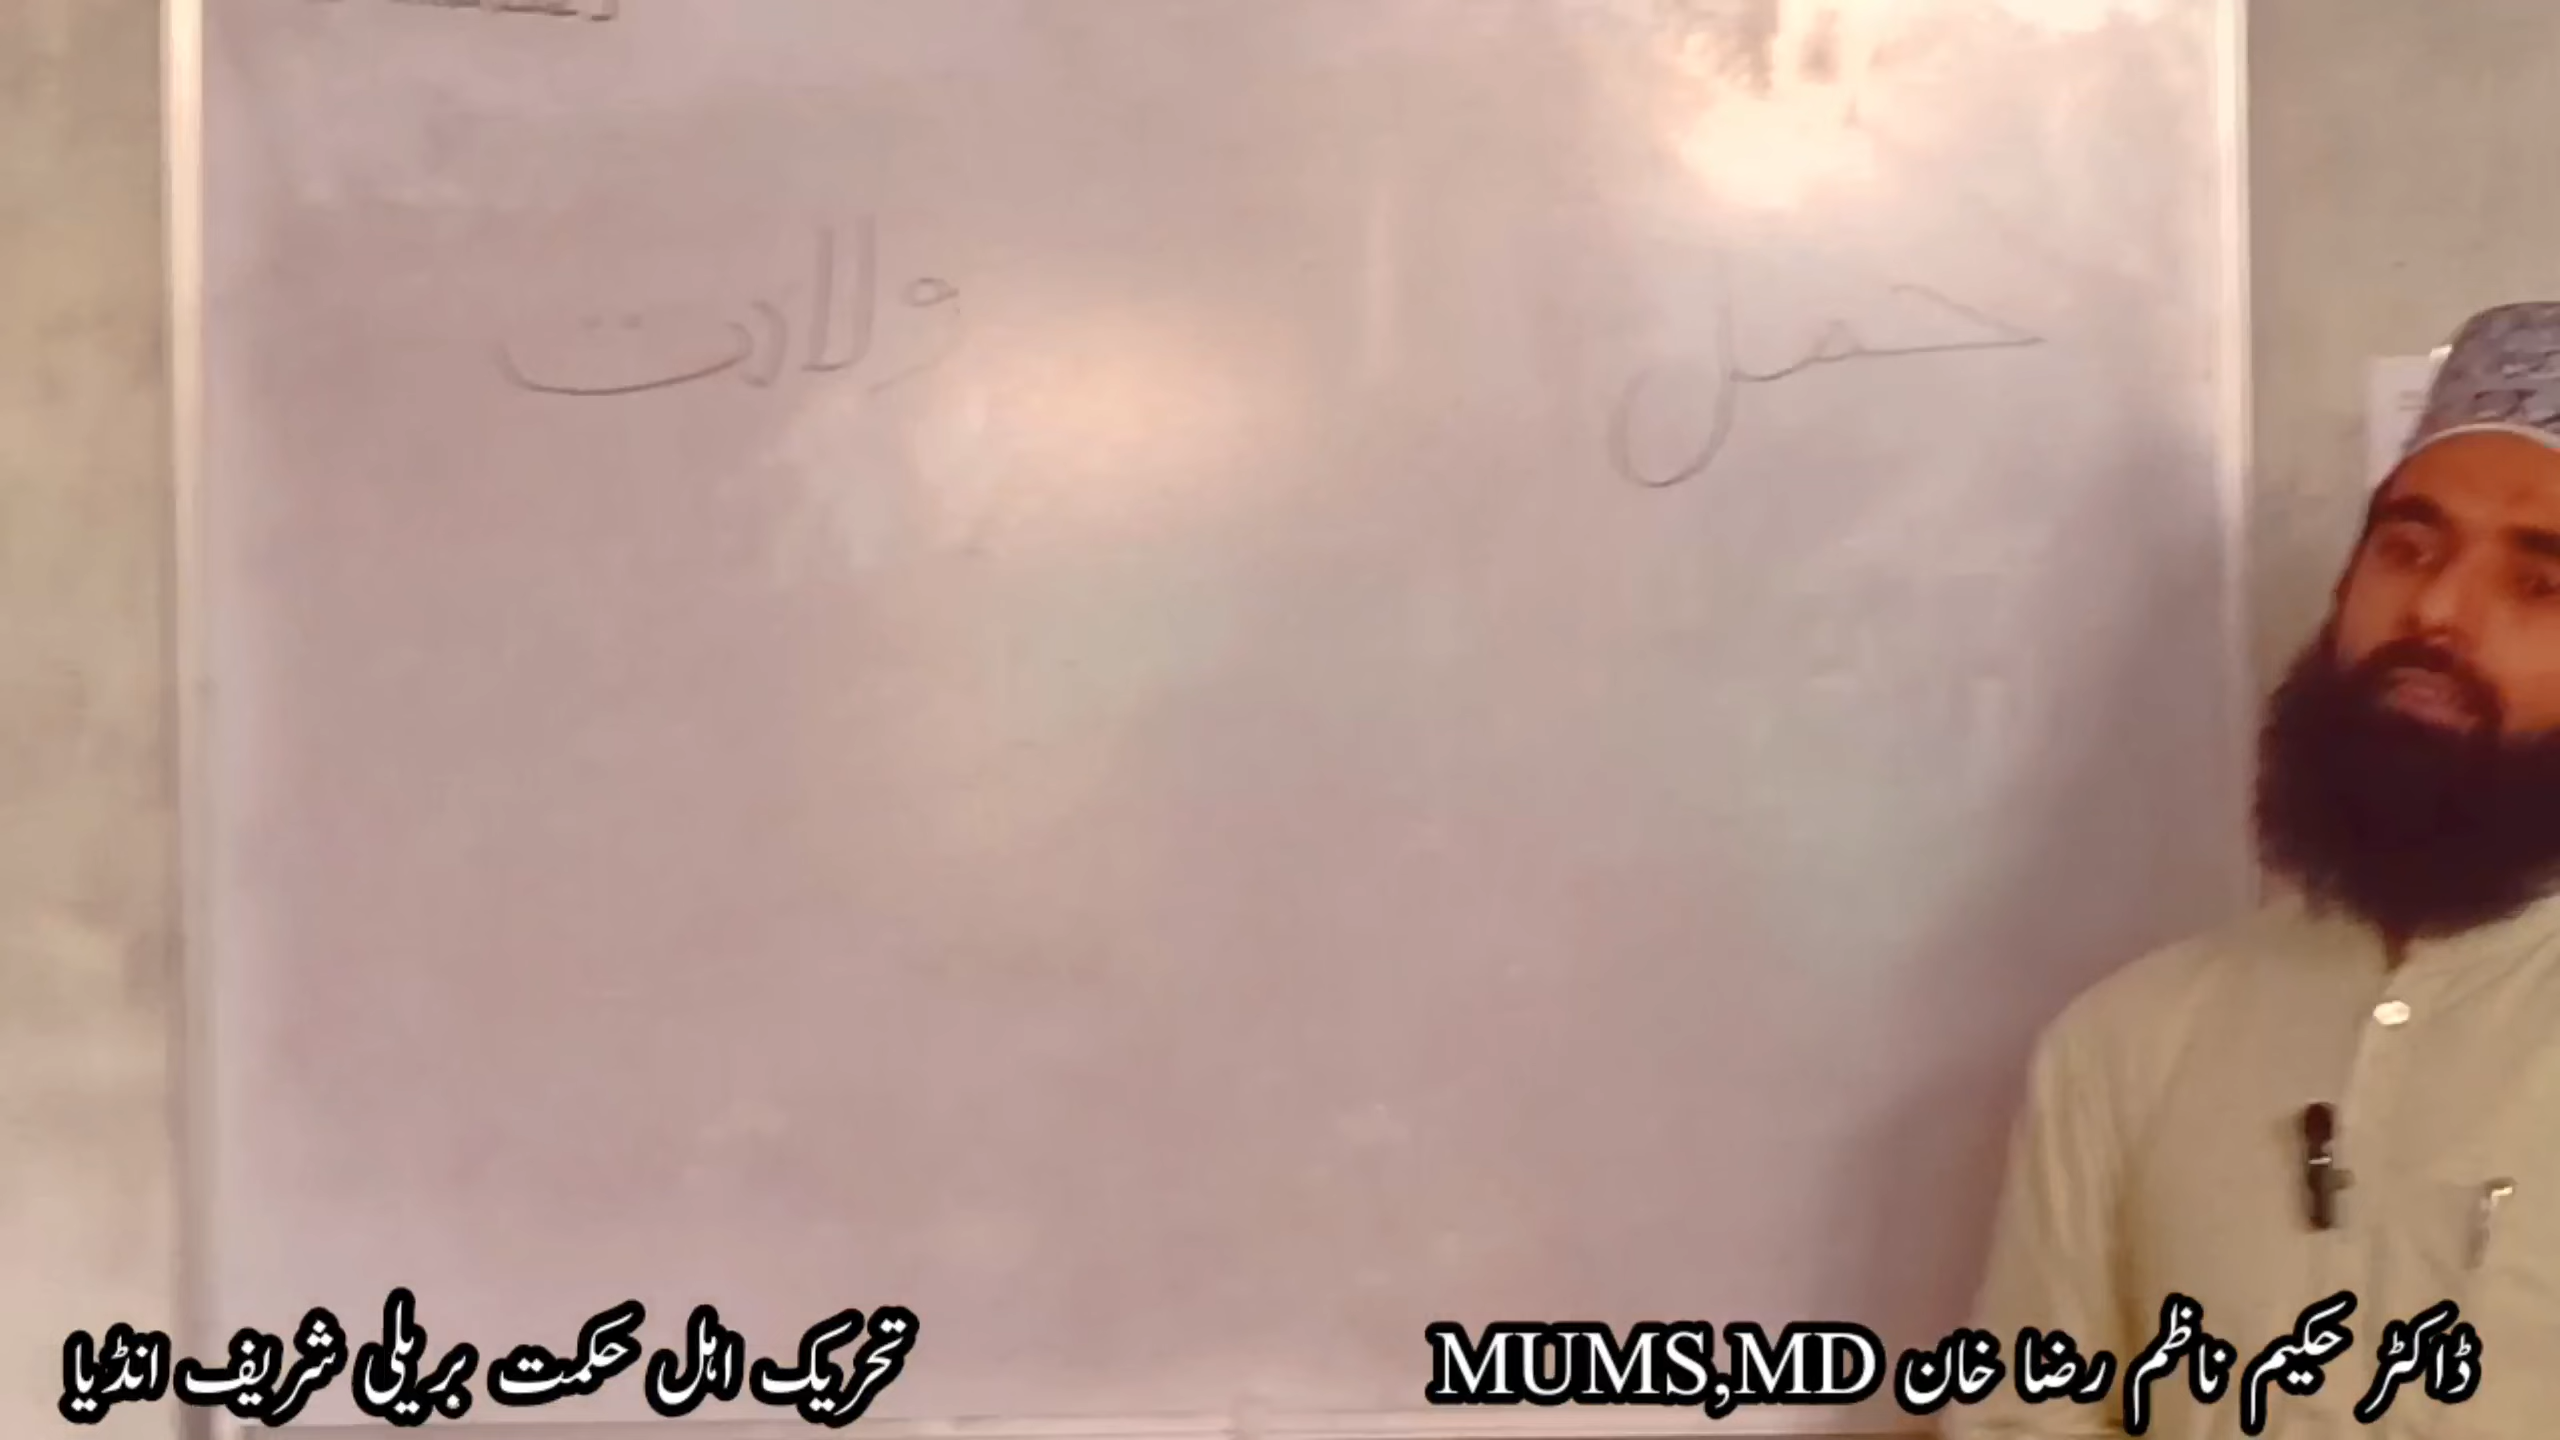 حمل
ولادت
ڈاکٹر حکیم ناظم رضا خان MUMS,MD
تحریک اہل حکمت بریلی شریف انڈیا